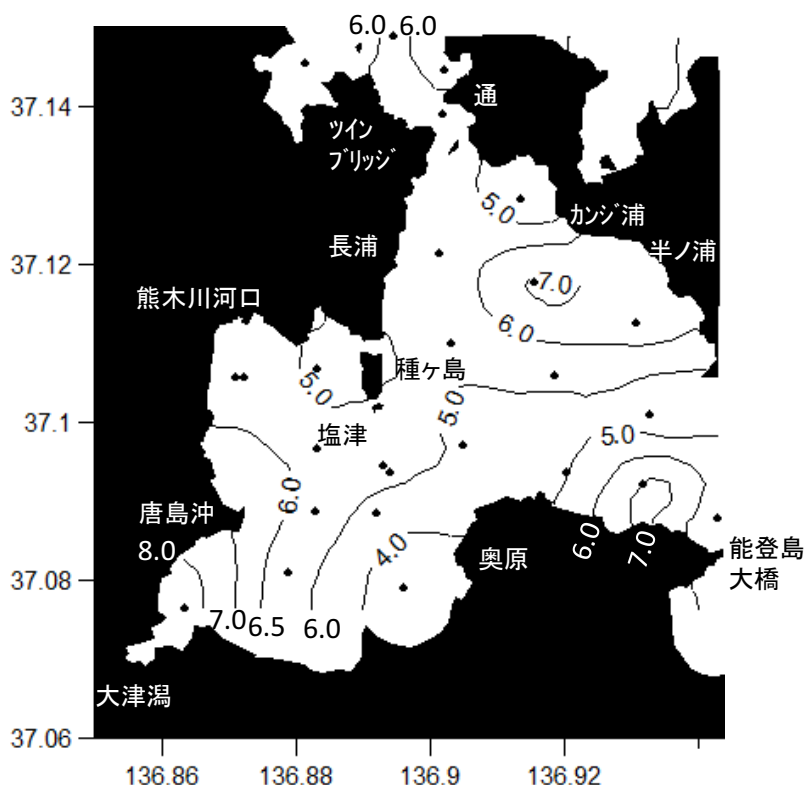 6.0 6.0
37.14
通
ﾂｲﾝ
ﾌﾞﾘｯｼﾞ
5.0
ｶﾝｼﾞ浦
長浦
半ノ浦
37.12
7.0
熊木川河口
6.0
種ヶ島
5.0
5.0
37.1
塩津
5.0
6.0
唐島沖
8.0
4.0
奥原
6.0
7.0
能登島
大橋
37.08
7.0 6.5 6.0
大津潟
37.06
136.86 136.88 136.9 136.92